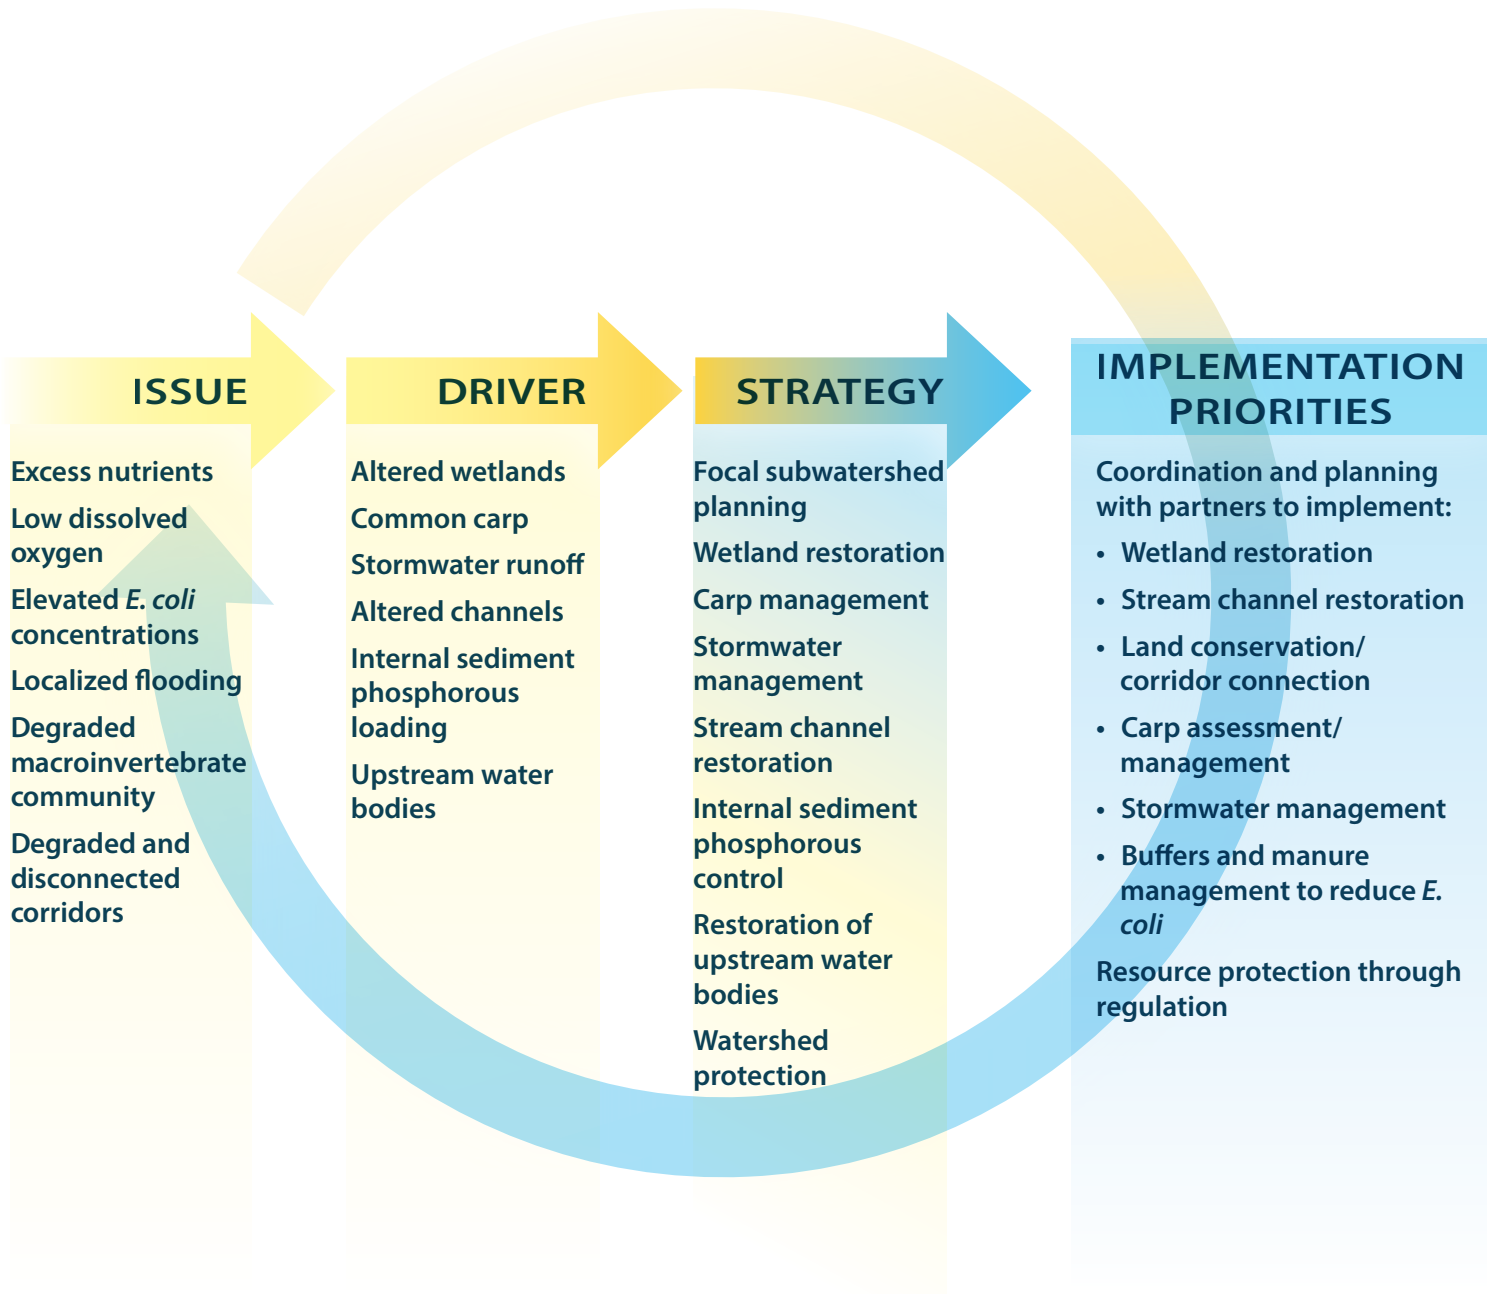 ISSUE
Excess nutrients
Low dissolved
oxygen
Elevated E. coli
concentrations
Localized flooding
Degraded
macroinvertebrate
community
Degraded and
disconnected
corridors
DRIVER
Altered wetlands
Common carp
Stormwater runoff
Altered channels
Internal sediment
phosphorous
loading
Upstream water
bodies
STRATEGY
Focal subwatershed
planning
Wetland restoration
Carp management
Stormwater
management
Stream channel
restoration
Internal sediment
phosphorous
control
Restoration of
upstream water
bodies
Watershed
protection
IMPLEMENTATION
PRIORITIES
Coordination and planning
with partners to implement:
• Wetland restoration
• Stream channel restoration
• Land conservation/
corridor connection
• Carp assessment/
management
• Stormwater management
• Buffers and manure
management to reduce E.
coli
Resource protection through
regulation